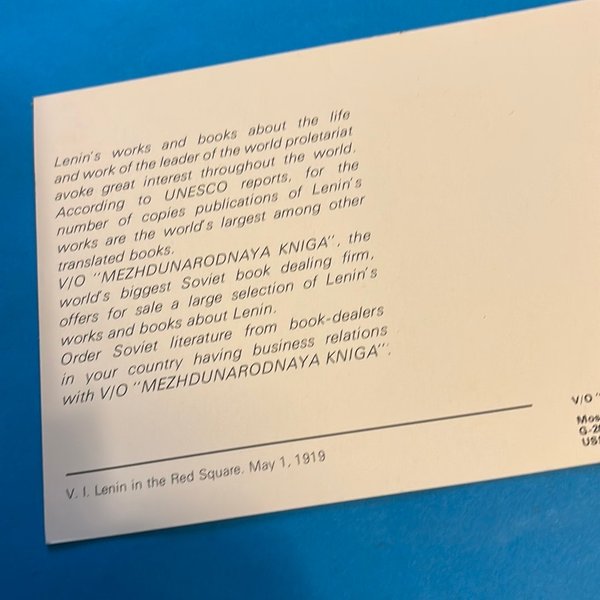 Lenin's works and books about the life
and work of the leader of the world proletariat
avoke great interest throughout the world.
According to UNESCO reports, for the
number of copies publications of Lenin's
works are the world's largest among other
translated books.
V/O "MEZHDUNARODNAYA KNIGA", the
world's biggest Soviet book dealing firm,
offers for sale a large selection of Lenin's
works and books about Lenin.
Order Soviet literature from book-dealers
in your country having business relations
with V/O "MEZHDUNARODNAYA KNIGA".
V. I. Lenin in the Red Square. May 1, 1919
V/O "